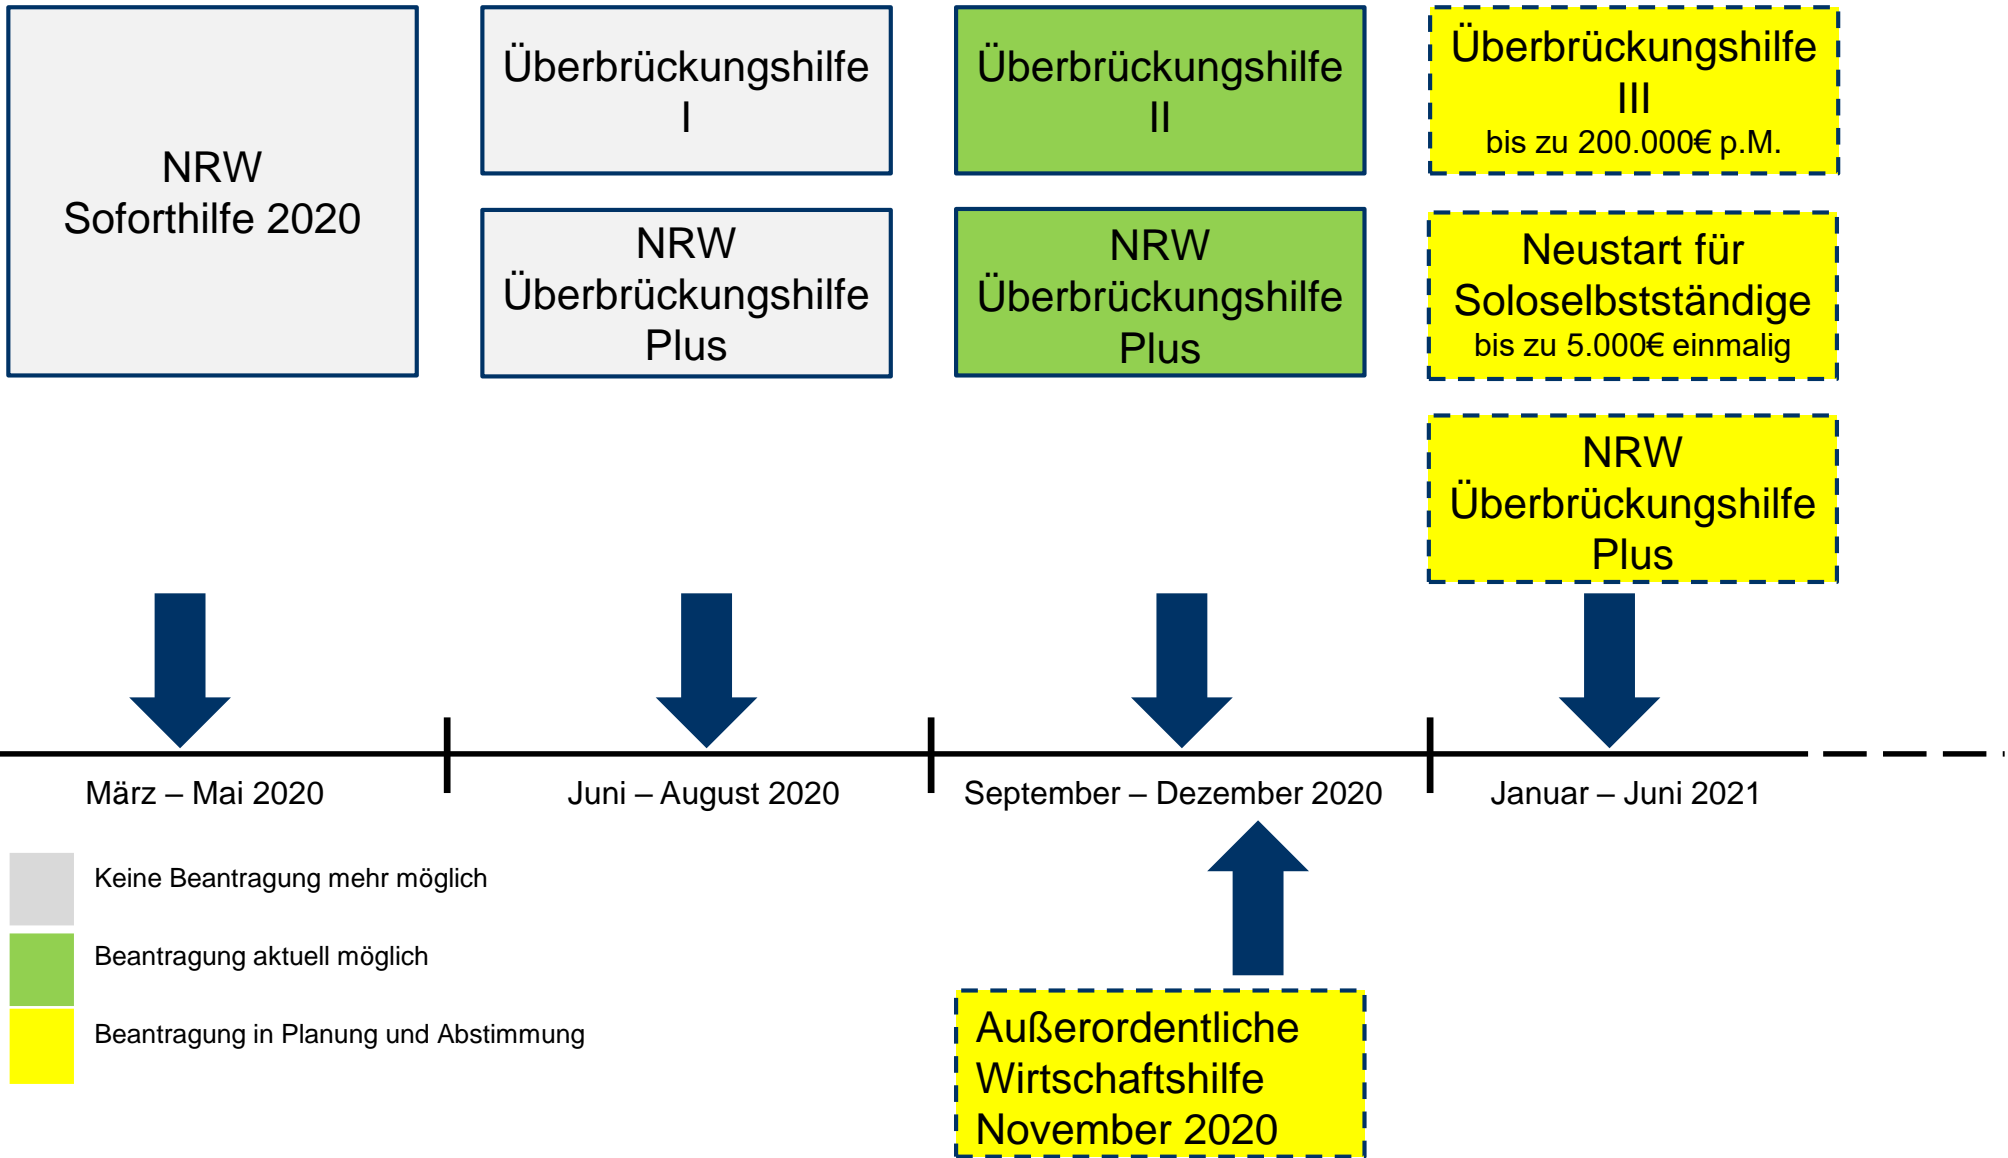 NRW
Soforthilfe 2020
Überbrückungshilfe
I
NRW
Überbrückungshilfe
Plus
Überbrückungshilfe
II
NRW
Überbrückungshilfe
Plus
Überbrückungshilfe
III
bis zu 200.000€ p.M.
Neustart für
Soloselbstständige
bis zu 5.000€ einmalig
NRW
Überbrückungshilfe
Plus
März – Mai 2020
Juni – August 2020
September – Dezember 2020
Januar – Juni 2021
Keine Beantragung mehr möglich
Beantragung aktuell möglich
Beantragung in Planung und Abstimmung
Außerordentliche
Wirtschaftshilfe
November 2020